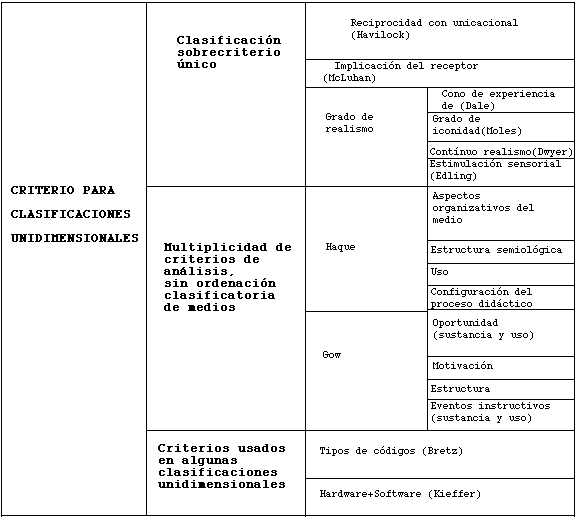 CRITERIO PARA
CLASIFICACIONES
UNIDIMENSIONALES
Clasificación
sobrecriterio
único
Reciprocidad con unicacional
(Havilock)
Implicación del receptor
(McLuhan)
Grado de
realismo
Cono de experiencia
de (Dale)
Grado de
iconidad(Moles)
Contínuo realismo(Dwyer)
Estimulación sensorial
(Edling)
Multiplicidad de
criterios de
análisis,
sin ordenación
clasificatoria
de medios
Haque
Aspectos
organizativos del
medio
Estructura semiológica
Uso
Configuración del
proceso didáctico
Gow
Oportunidad
(sustancia y uso)
Motivación
Estructura
Eventos instructivos
(sustancia y uso)
Criterios usados
en algunas
clasificaciones
unidimensionales
Tipos de códigos (Bretz)
Hardware+Software (Kieffer)